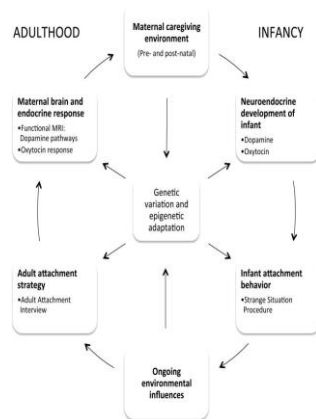 ADULTHOOD
Maternal caregiving
environment
(Pre- and post-natal)
INFANCY
Maternal brain and
endocrine response
•Functional MRI:
Dopamine pathways
•Oxytocin response
Neuroendocrine
development of
infant
•Dopamine
•Oxytocin
Genetic
variation and
epigenetic
adaptation
Adult attachment
strategy
•Adult Attachment
Interview
Infant attachment
behavior
•Strange Situation
Procedure
Ongoing
environmental
influences